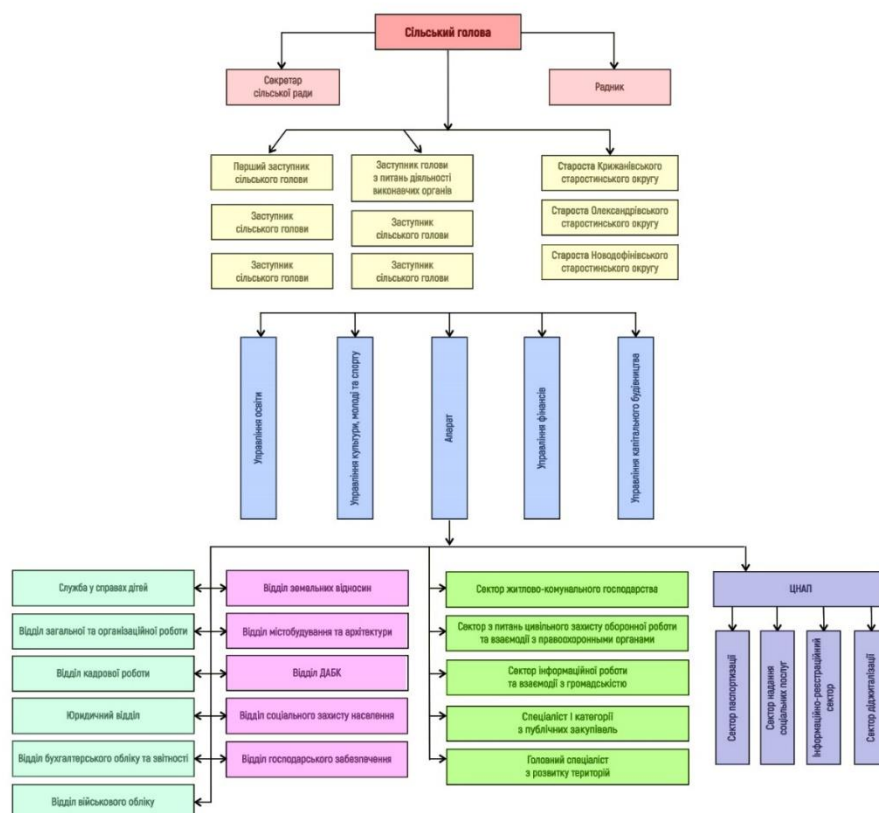 Сільський голова
Секретар
сільської ради
Радник
Парший заступник
сільського голови
Заступник голови
з питань діяльності
виконавчих органів
Староста Крижанівського
старостинського округу
Заступник
сільського голови
Заступник
сільського голови
Староста Олександрівського
старостинського округу
Заступник
сільського голови
Заступник
сільського голови
Староста Новодофінівського
старостинського округу
Управління освіти
Управління культури, молоді та спорту
Апарат
Управління фінансів
Управління капітального будівництва
Служба у справах дітей
Відділ загальної та організаційної роботи
Відділ кадрової роботи
Юридичний відділ
Відділ бухгалтерського обліку та звітності
Відділ військового обліку
Відділ земельних відносин
Відділ містобудування та архітектури
Відділ ДАБК
Відділ соціального захисту населення
Відділ господарського забезпечення
Сектор житлово-комунального господарства
Сектор з питань цивільного захисту оборонної роботи
та взаємодії з правоохоронними органами
Сектор інформаційної роботи
та взаємодії з громадськістю
Спеціаліст І категорії
з публічних закупівель
Головний спеціаліст
з розвитку територій
ЦНАП
Сектор паспортизації
Сектор надання
соціальних послуг
Інформаційно-реєстраційний
сектор
Сектор діджиталізації